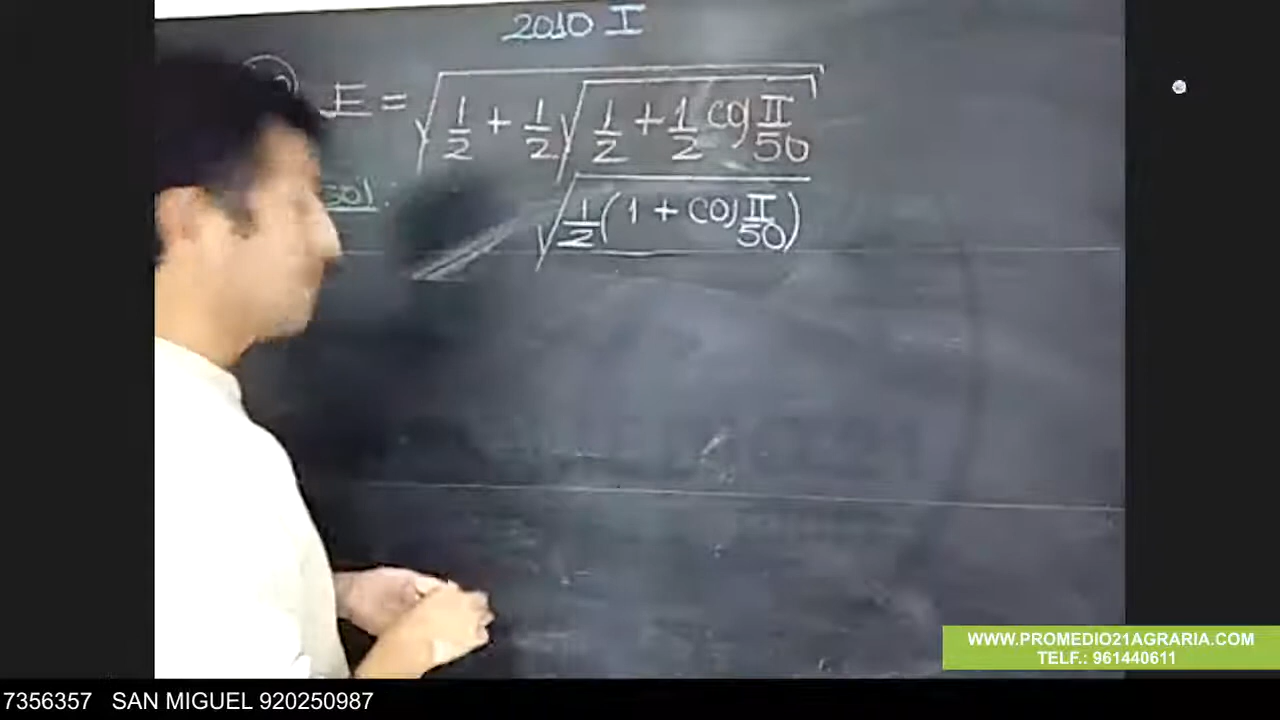 2010 I
E = √(1/2 + 1/2 √(1/2 + 1/2 cos π/50))
sol.:
√(1/2 (1 + cos π/50))
WWW.PROMEDIO21AGRARIA.COM
TELF.: 961440611
7356357 SAN MIGUEL 920250987